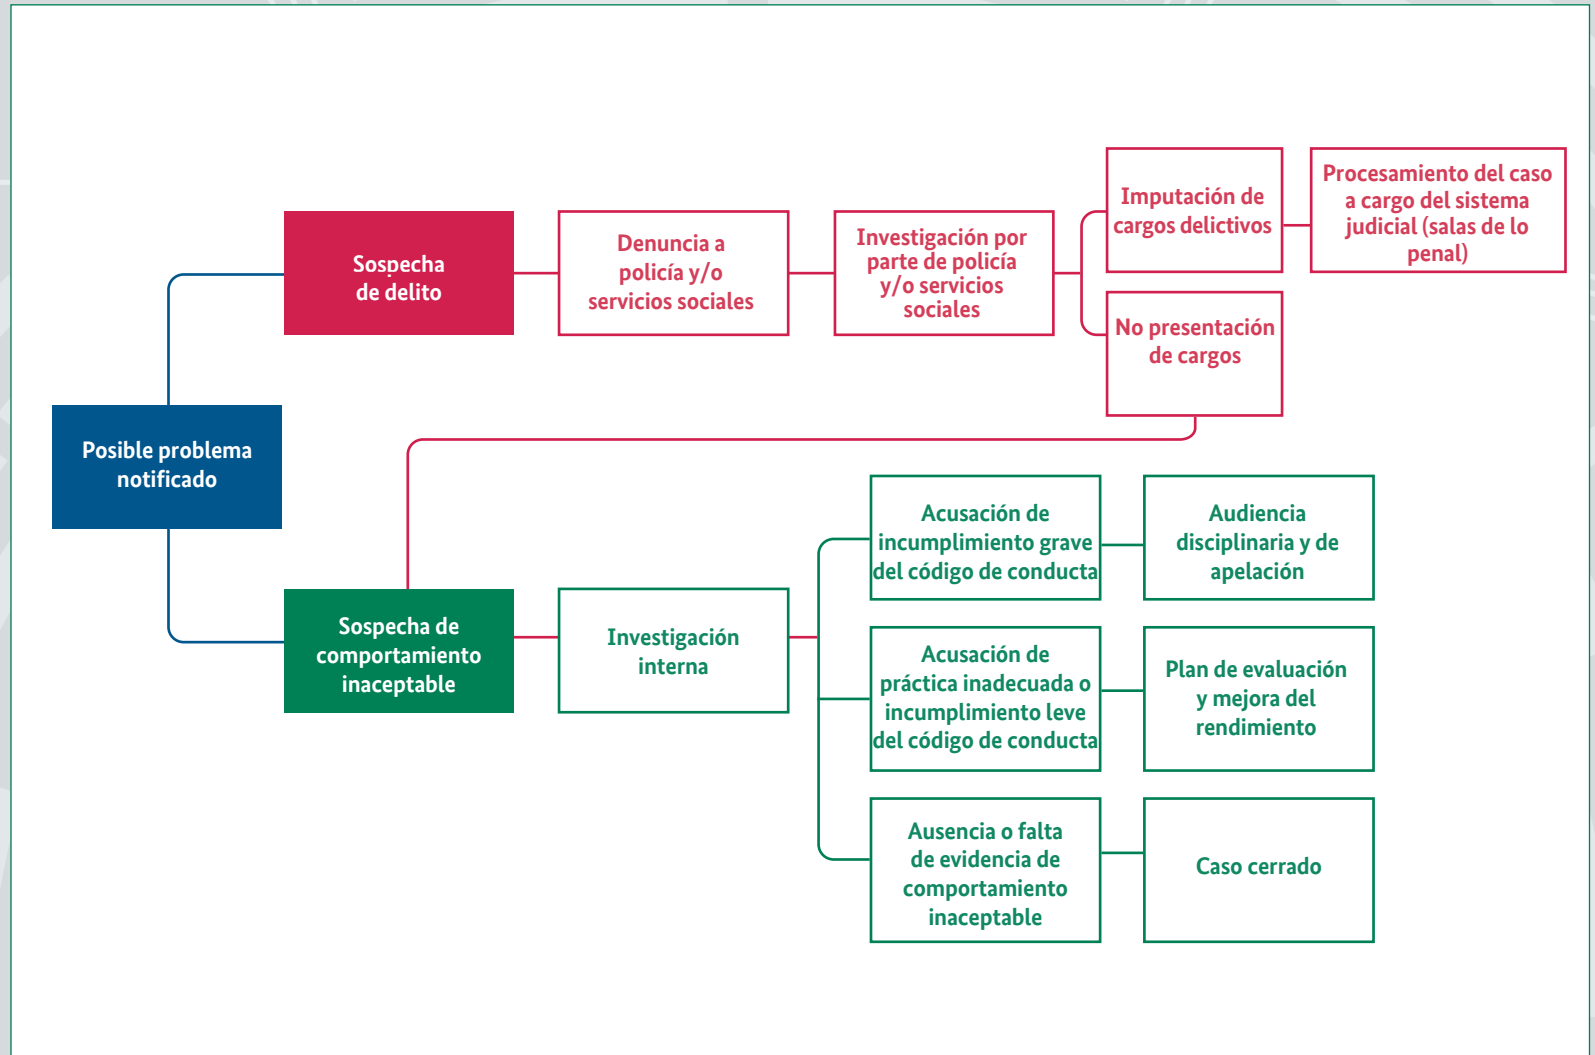 Posible problema
notificado
Sospecha
de delito
Denuncia a
policía y/o
servicios sociales
Investigación por
parte de policía
y/o servicios
sociales
Imputación de
cargos delictivos
Procesamiento del caso
a cargo del sistema
judicial (salas de lo
penal)
No presentación
de cargos
Sospecha de
comportamiento
inaceptable
Investigación
interna
Acusación de
incumplimiento grave
del código de conducta
Audiencia
disciplinaria y de
apelación
Acusación de
práctica inadecuada o
incumplimiento leve
del código de conducta
Plan de evaluación
y mejora del
rendimiento
Ausencia o falta
de evidencia de
comportamiento
inaceptable
Caso cerrado